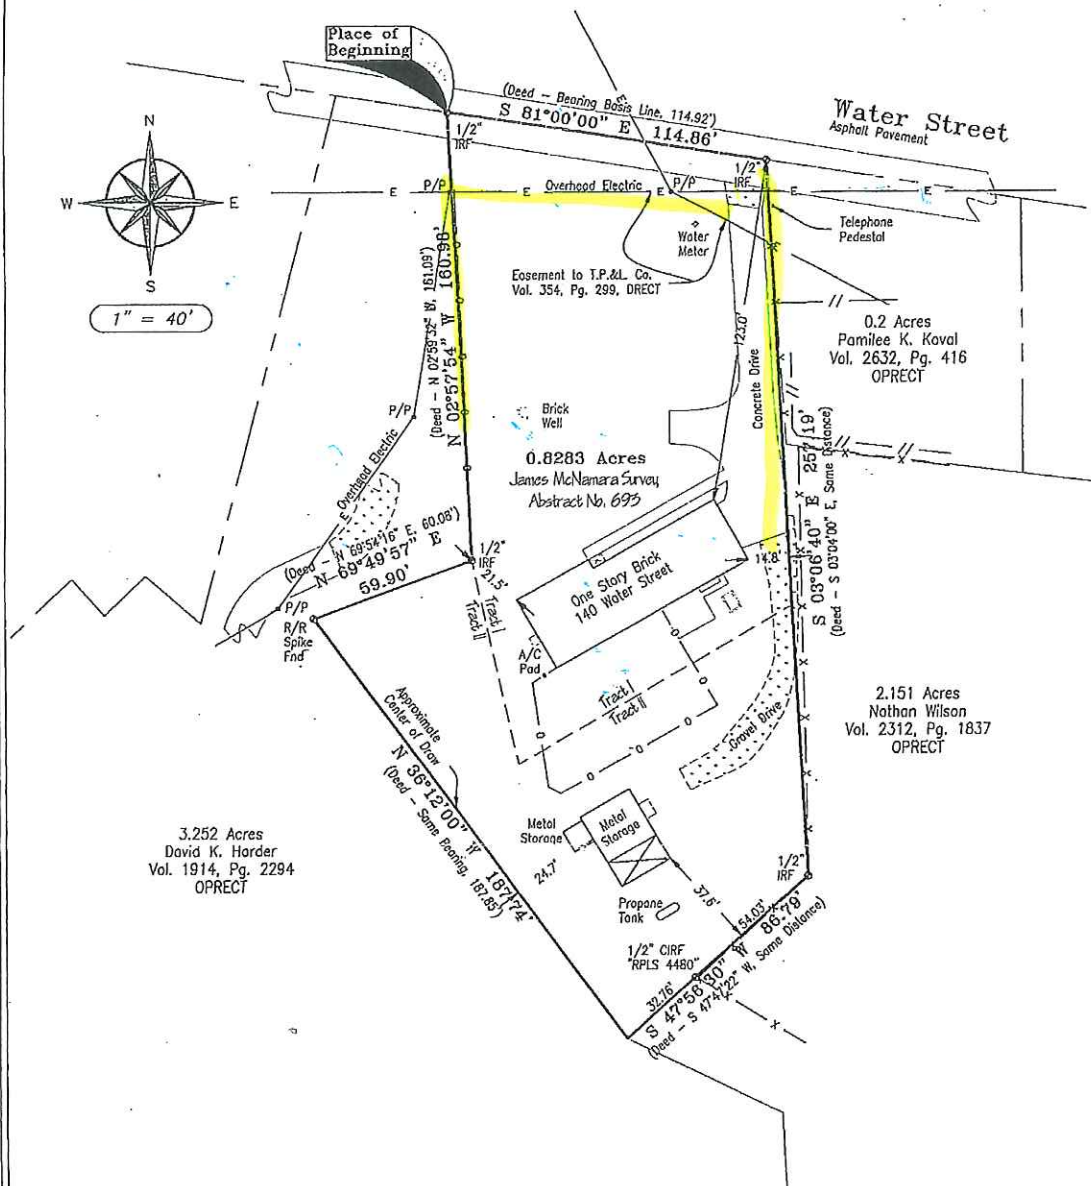 Place of
Beginning
(Deed - Bearing Basis Line, 114.92')
S 81°00'00" E 114.86'
Water Street
Asphalt Pavement
1/2"
IRF
1/2"
IRF
N
W
E
S
1" = 40'
E
P/P
E
Overhead Electric
E
P/P
E
E
E
Telephone
Pedestal
Water
Meter
Easement to T.P.&L. Co.
Vol. 354, Pg. 299, DRECT
E
(Deed - N 02°59'32" W, 161.09')
N 02°57'54" W 160.98'
123.0'
Concrete Drive
0.2 Acres
Pamilee K. Koval
Vol. 2632, Pg. 416
OPRECT
P/P
Brick
Well
Overhead Electric
E
0.8283 Acres
James McNamara Survey
Abstract No. 693
S 03°06'40" E 257.19'
(Deed - S 03°04'00" E, Same Distance)
(Deed - N 69°54'16" E, 60.08')
N 69°49'57" E
59.90'
1/2"
IRF
21.5'
Tract I
Tract II
P/P
R/R
Spike
Fnd
One Story Brick
140 Water Street
14.8'
A/C
Pad
Tract I
Tract II
Gravel Drive
2.151 Acres
Nathan Wilson
Vol. 2312, Pg. 1837
OPRECT
Approximate
Center of Draw
N 36°12'00" W 187.74'
(Deed - Same Bearing, 187.85')
3.252 Acres
David K. Harder
Vol. 1914, Pg. 2294
OPRECT
Metal
Storage
Metal
Storage
24.7'
37.6'
Propane
Tank
1/2"
IRF
1/2" CIRF
"RPLS 4480"
54.03'
32.76'
S 47°56'30" W 86.79'
(Deed - S 47°47'22" W, Same Distance)